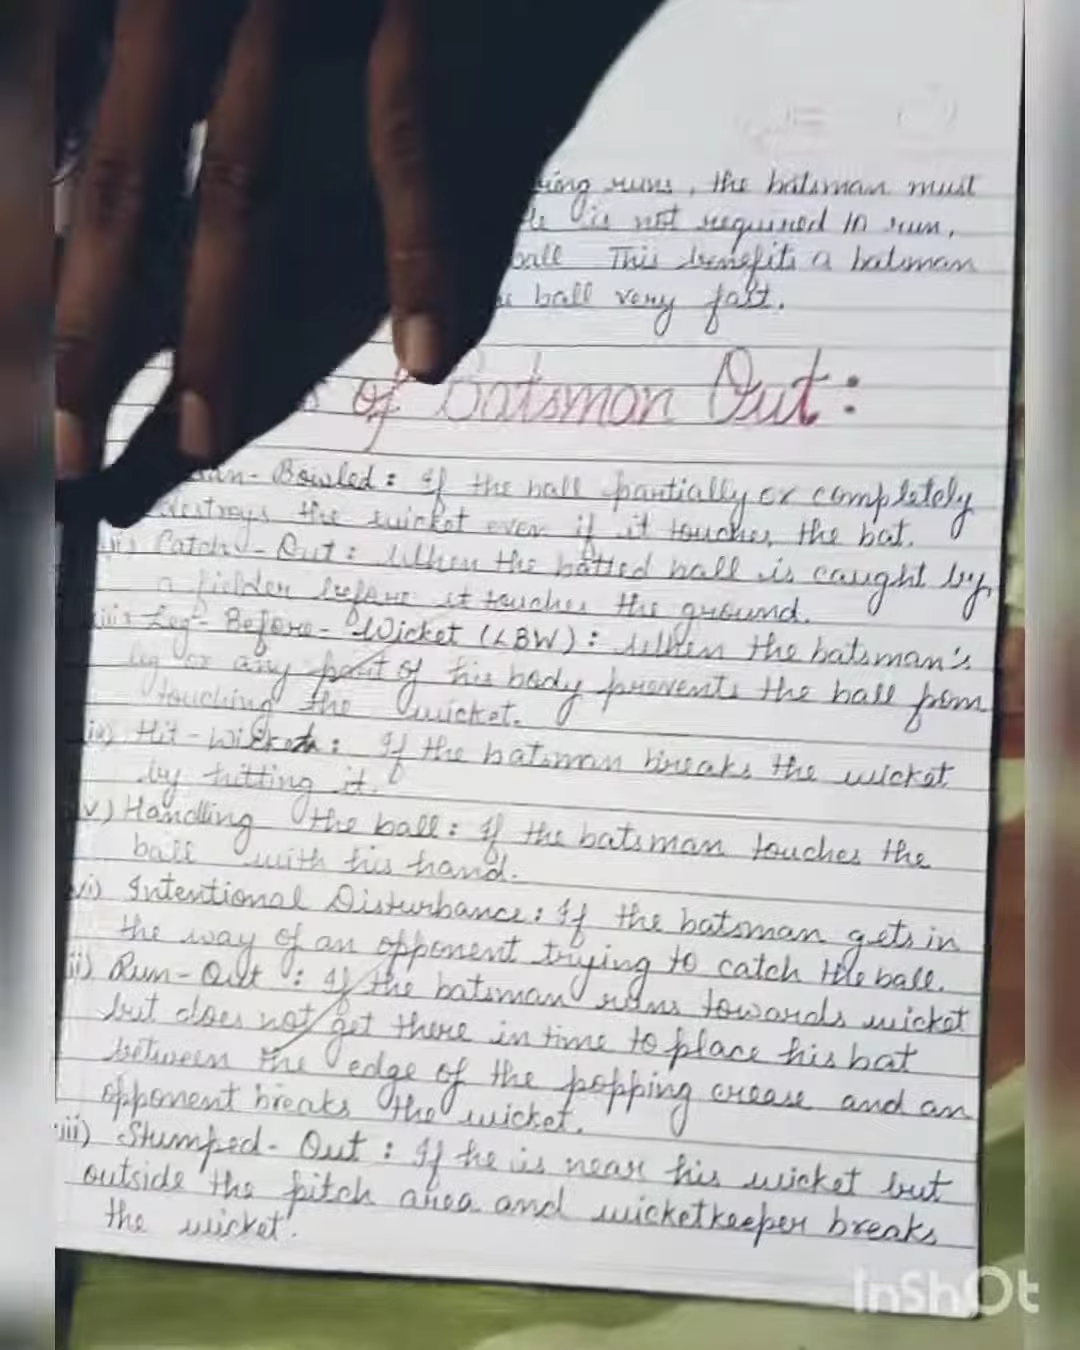 runs, the batsman must
is not required to run,
ball This benefits a batsman
ball very fast.
of Batsman Out:
Bowled: If the ball partially or completely
destroys the wicket even if it touches the bat.
Catch-Out: When the batted ball is caught by
a fielder before it touches the ground.
iii) Leg-Before-Wicket (LBW): When the batsman's
leg or any part of his body prevents the ball from
touching the wicket.
iv) Hit-Wicket: If the batsman breaks the wicket
by hitting it.
v) Handling the ball: If the batsman touches the
ball with his hand.
vi) Intentional Disturbance: If the batsman gets in
the way of an opponent trying to catch the ball.
ii) Run-Out: If the batsman runs towards wicket
but does not get there in time to place his bat
between the edge of the popping crease and an
opponent breaks the wicket.
iii) Stumped-Out: If he is near his wicket but
outside the pitch area and wicketkeeper breaks
the wicket.
InShOt